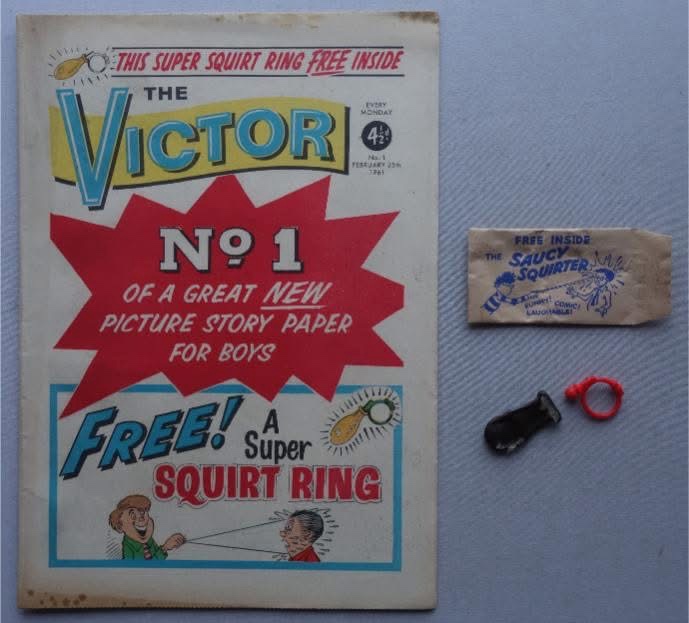 THIS SUPER SQUIRT RING FREE INSIDE
THE
VICTOR
EVERY
MONDAY
4½d.
No. 1
FEBRUARY 25th
1961
No 1
OF A GREAT NEW
PICTURE STORY PAPER
FOR BOYS
FREE! A
Super
SQUIRT RING
FREE INSIDE
THE SAUCY
SQUIRTER
FUNNY! COMIC!
LAUGHABLE!